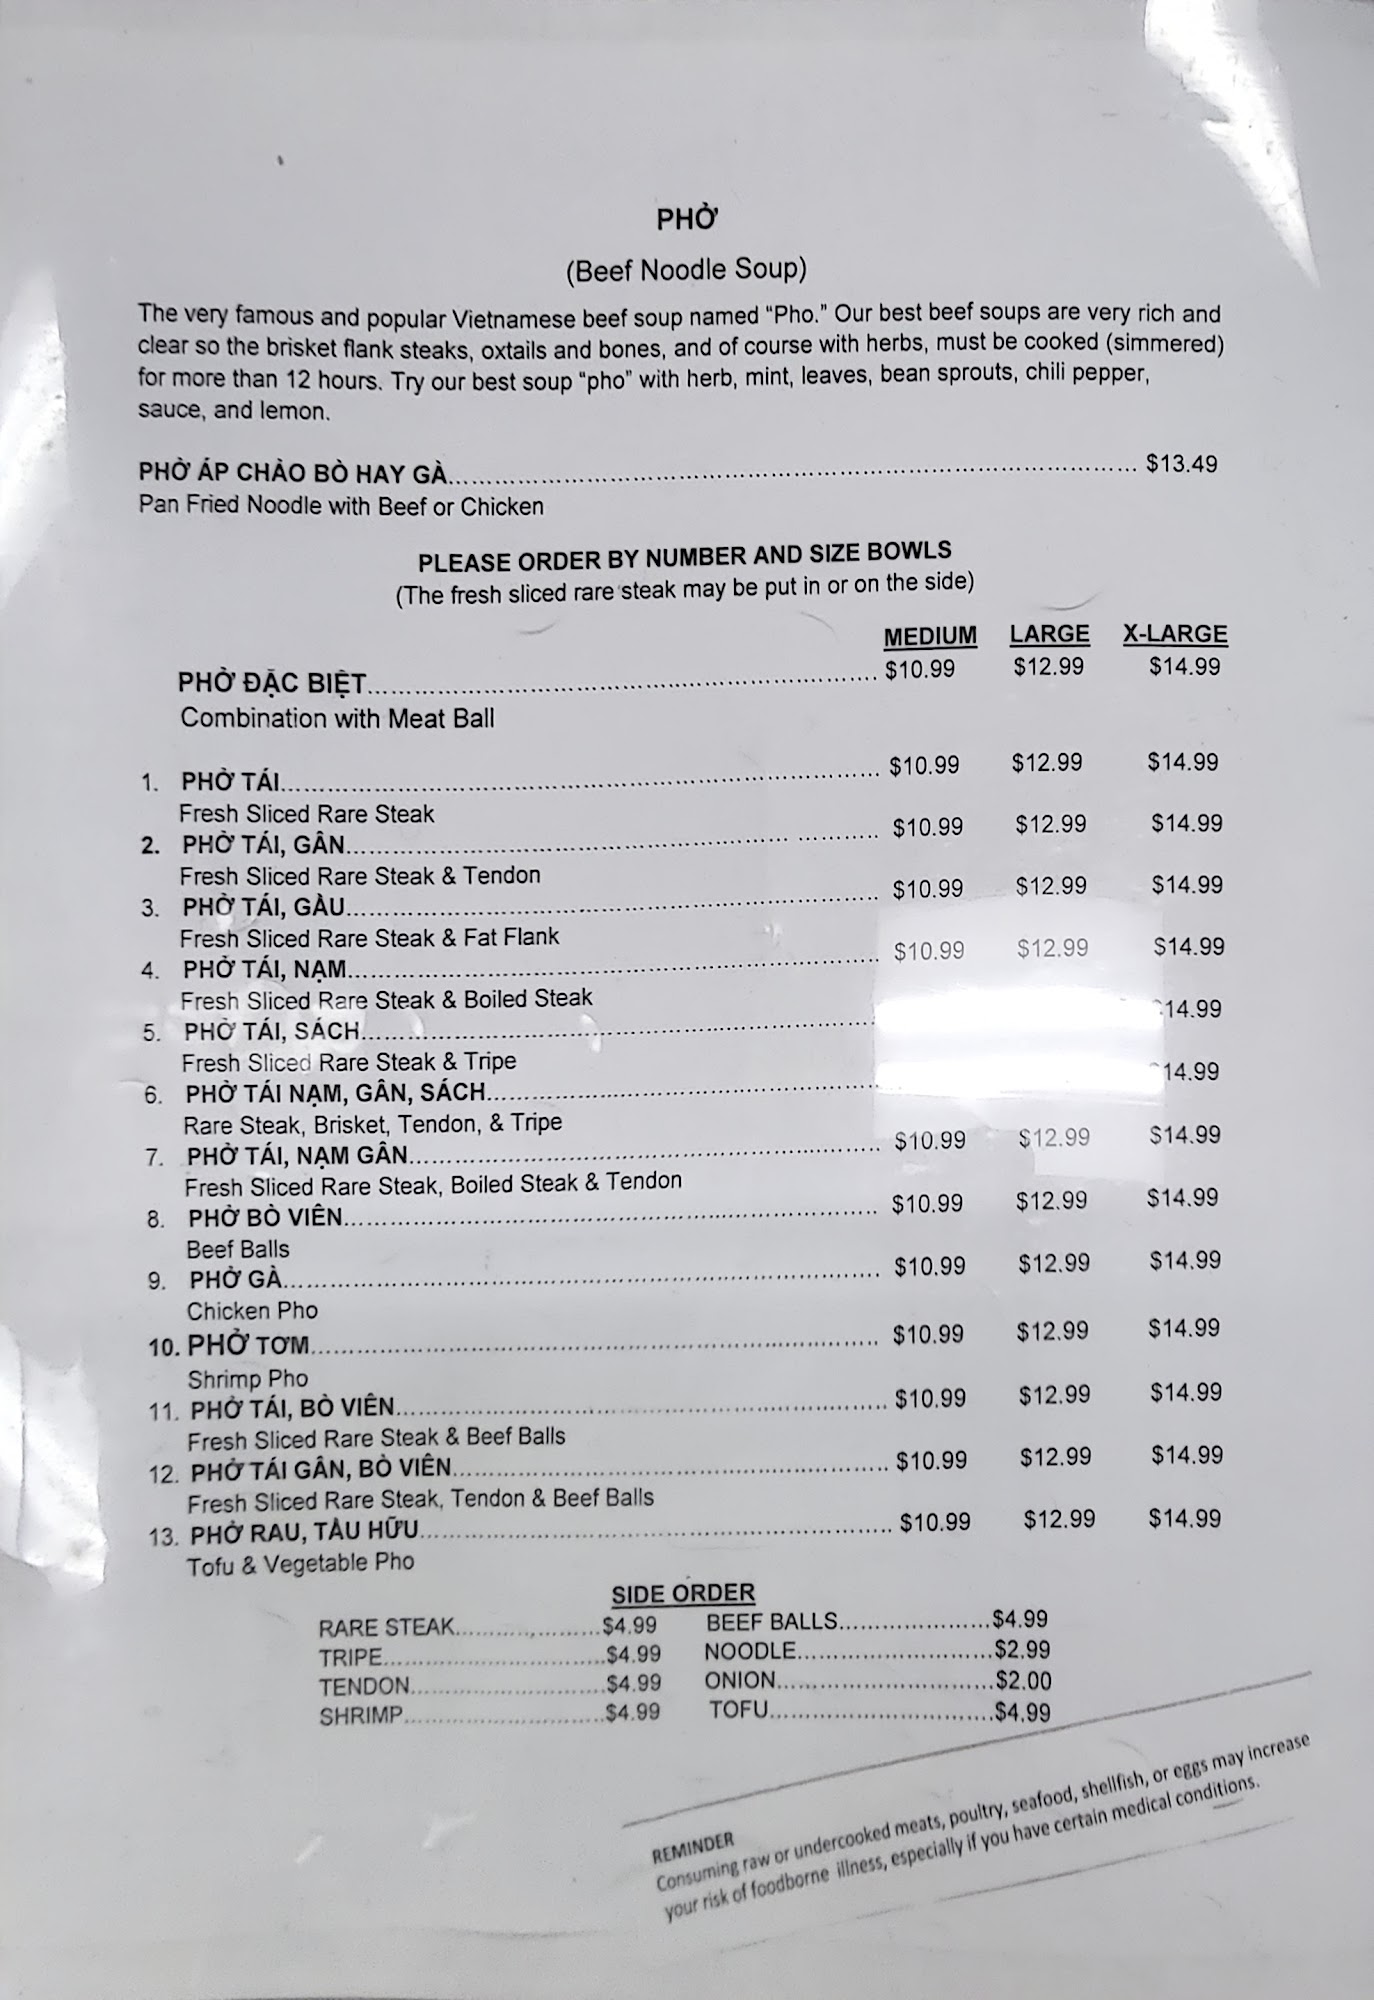 PHỞ
(Beef Noodle Soup)
The very famous and popular Vietnamese beef soup named "Pho." Our best beef soups are very rich and
clear so the brisket flank steaks, oxtails and bones, and of course with herbs, must be cooked (simmered)
for more than 12 hours. Try our best soup "pho" with herb, mint, leaves, bean sprouts, chili pepper,
sauce, and lemon.
PHỞ ÁP CHẢO BÒ HAY GÀ................................ $13.49
Pan Fried Noodle with Beef or Chicken
PLEASE ORDER BY NUMBER AND SIZE BOWLS
(The fresh sliced rare steak may be put in or on the side)
MEDIUM LARGE X-LARGE
PHỞ ĐẶC BIỆT................................ $10.99 $12.99 $14.99
Combination with Meat Ball
1. PHỞ TÁI................................ $10.99 $12.99 $14.99
Fresh Sliced Rare Steak
2. PHỞ TÁI, GÂN................................ $10.99 $12.99 $14.99
Fresh Sliced Rare Steak & Tendon
3. PHỞ TÁI, GÀU................................ $10.99 $12.99 $14.99
Fresh Sliced Rare Steak & Fat Flank
4. PHỞ TÁI, NẠM................................ $10.99 $12.99 $14.99
Fresh Sliced Rare Steak & Boiled Steak
5. PHỞ TÁI, SÁCH................................ 14.99
Fresh Sliced Rare Steak & Tripe
6. PHỞ TÁI NẠM, GÂN, SÁCH................................ 14.99
Rare Steak, Brisket, Tendon, & Tripe
7. PHỞ TÁI, NẠM GÂN................................ $10.99 $12.99 $14.99
Fresh Sliced Rare Steak, Boiled Steak & Tendon
8. PHỞ BÒ VIÊN................................ $10.99 $12.99 $14.99
Beef Balls
9. PHỞ GÀ................................ $10.99 $12.99 $14.99
Chicken Pho
10. PHỞ TƠM................................ $10.99 $12.99 $14.99
Shrimp Pho
11. PHỞ TÁI, BÒ VIÊN................................ $10.99 $12.99 $14.99
Fresh Sliced Rare Steak & Beef Balls
12. PHỞ TÁI GÂN, BÒ VIÊN................................ $10.99 $12.99 $14.99
Fresh Sliced Rare Steak, Tendon & Beef Balls
13. PHỞ RAU, TÀU HỮU................................ $10.99 $12.99 $14.99
Tofu & Vegetable Pho
SIDE ORDER
RARE STEAK................$4.99 BEEF BALLS................$4.99
TRIPE................$4.99 NOODLE................$2.99
TENDON................$4.99 ONION................$2.00
SHRIMP................$4.99 TOFU................$4.99
REMINDER
Consuming raw or undercooked meats, poultry, seafood, shellfish, or eggs may increase
your risk of foodborne illness, especially if you have certain medical conditions.